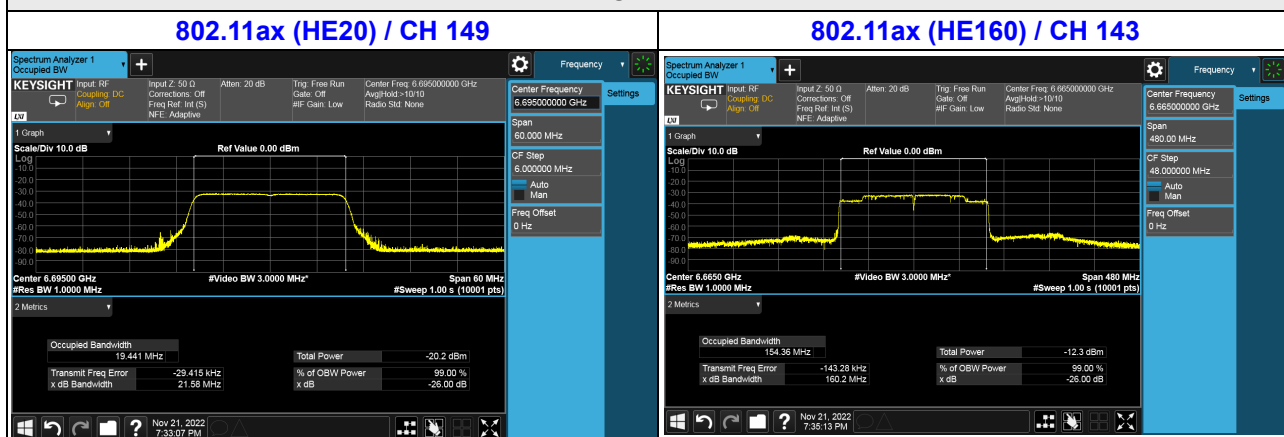 802.11ax (HE20) / CH 149
Spectrum Analyzer 1
Occupied BW
+
Frequency
KEYSIGHT
LXI
Input: RF
Coupling: DC
Align: Off
Input Z: 50 Ω
Corrections: Off
Freq Ref: Int (S)
NFE: Adaptive
Atten: 20 dB
Trig: Free Run
Gate: Off
#IF Gain: Low
Center Freq: 6.695000000 GHz
Avg|Hold:>10/10
Radio Std: None
Center Frequency
6.695000000 GHz
Settings
Span
60.000 MHz
CF Step
6.000000 MHz
Auto
Man
Freq Offset
0 Hz
1 Graph
Scale/Div 10.0 dB
Ref Value 0.00 dBm
Log
-10.0
-20.0
-30.0
-40.0
-50.0
-60.0
-70.0
-80.0
-90.0
Center 6.69500 GHz
#Video BW 3.0000 MHz*
Span 60 MHz
#Res BW 1.0000 MHz
#Sweep 1.00 s (10001 pts)
2 Metrics
Occupied Bandwidth
19.441 MHz
Total Power -20.2 dBm
Transmit Freq Error -29.415 kHz
% of OBW Power 99.00 %
x dB Bandwidth 21.58 MHz
x dB -26.00 dB
?
Nov 21, 2022
7:33:07 PM
802.11ax (HE160) / CH 143
Spectrum Analyzer 1
Occupied BW
+
Frequency
KEYSIGHT
LXI
Input: RF
Coupling: DC
Align: Off
Input Z: 50 Ω
Corrections: Off
Freq Ref: Int (S)
NFE: Adaptive
Atten: 20 dB
Trig: Free Run
Gate: Off
#IF Gain: Low
Center Freq: 6.665000000 GHz
Avg|Hold:>10/10
Radio Std: None
Center Frequency
6.665000000 GHz
Settings
Span
480.00 MHz
CF Step
48.000000 MHz
Auto
Man
Freq Offset
0 Hz
1 Graph
Scale/Div 10.0 dB
Ref Value 0.00 dBm
Log
-10.0
-20.0
-30.0
-40.0
-50.0
-60.0
-70.0
-80.0
-90.0
Center 6.6650 GHz
#Video BW 3.0000 MHz*
Span 480 MHz
#Res BW 1.0000 MHz
#Sweep 1.00 s (10001 pts)
2 Metrics
Occupied Bandwidth
154.36 MHz
Total Power -12.3 dBm
Transmit Freq Error -143.28 kHz
% of OBW Power 99.00 %
x dB Bandwidth 160.2 MHz
x dB -26.00 dB
?
Nov 21, 2022
7:35:13 PM